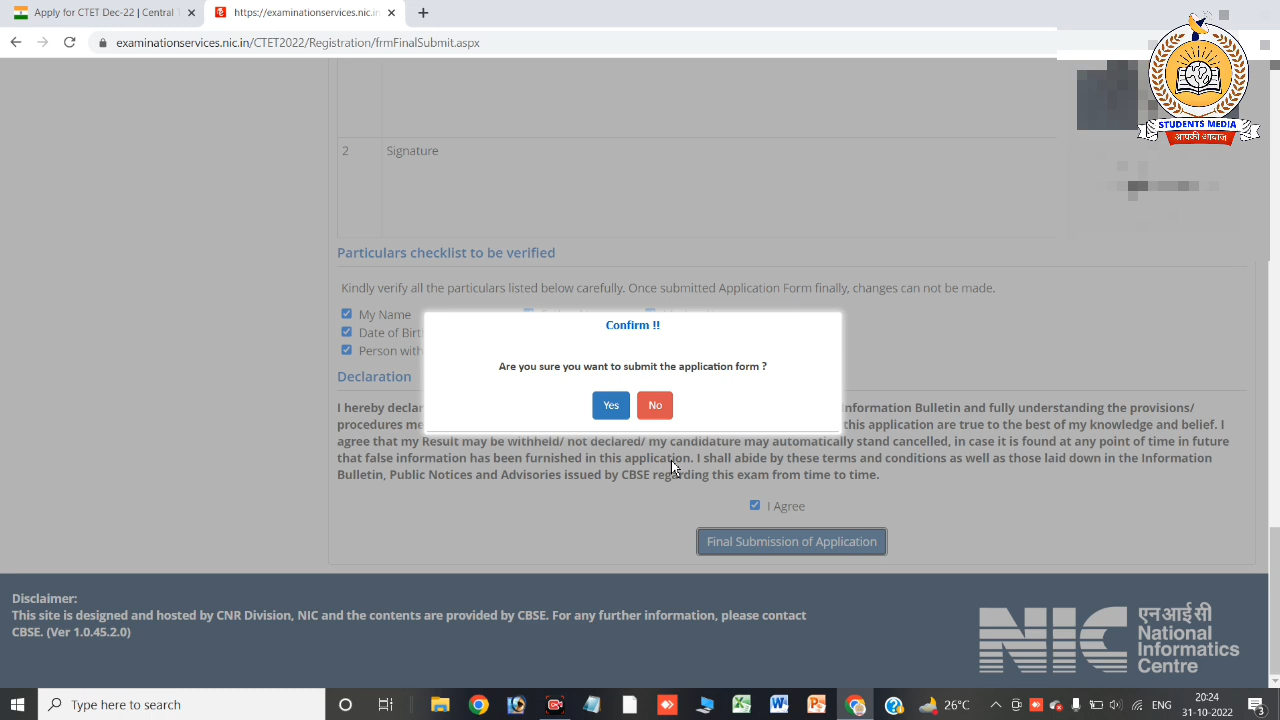 Apply for CTET Dec-22 | Central T
https://examinationservices.nic.in
examinationservices.nic.in/CTET2022/Registration/frmFinalSubmit.aspx
STUDENTS MEDIA
आपकी आवाज़
2 Signature
Particulars checklist to be verified
Kindly verify all the particulars listed below carefully. Once submitted Application Form finally, changes can not be made.
My Name
Date of Birt
Person with
Confirm !!
Are you sure you want to submit the application form ?
Yes No
Declaration
I hereby declar nformation Bulletin and fully understanding the provisions/
procedures me this application are true to the best of my knowledge and belief. I
agree that my Result may be withheld/ not declared/ my candidature may automatically stand cancelled, in case it is found at any point of time in future
that false information has been furnished in this application. I shall abide by these terms and conditions as well as those laid down in the Information
Bulletin, Public Notices and Advisories issued by CBSE regarding this exam from time to time.
I Agree
Final Submission of Application
Disclaimer:
This site is designed and hosted by CNR Division, NIC and the contents are provided by CBSE. For any further information, please contact
CBSE. (Ver 1.0.45.2.0)
NIC
एन आई सी
National
Informatics
Centre
Type here to search
26°C
ENG
20:24
31-10-2022
3